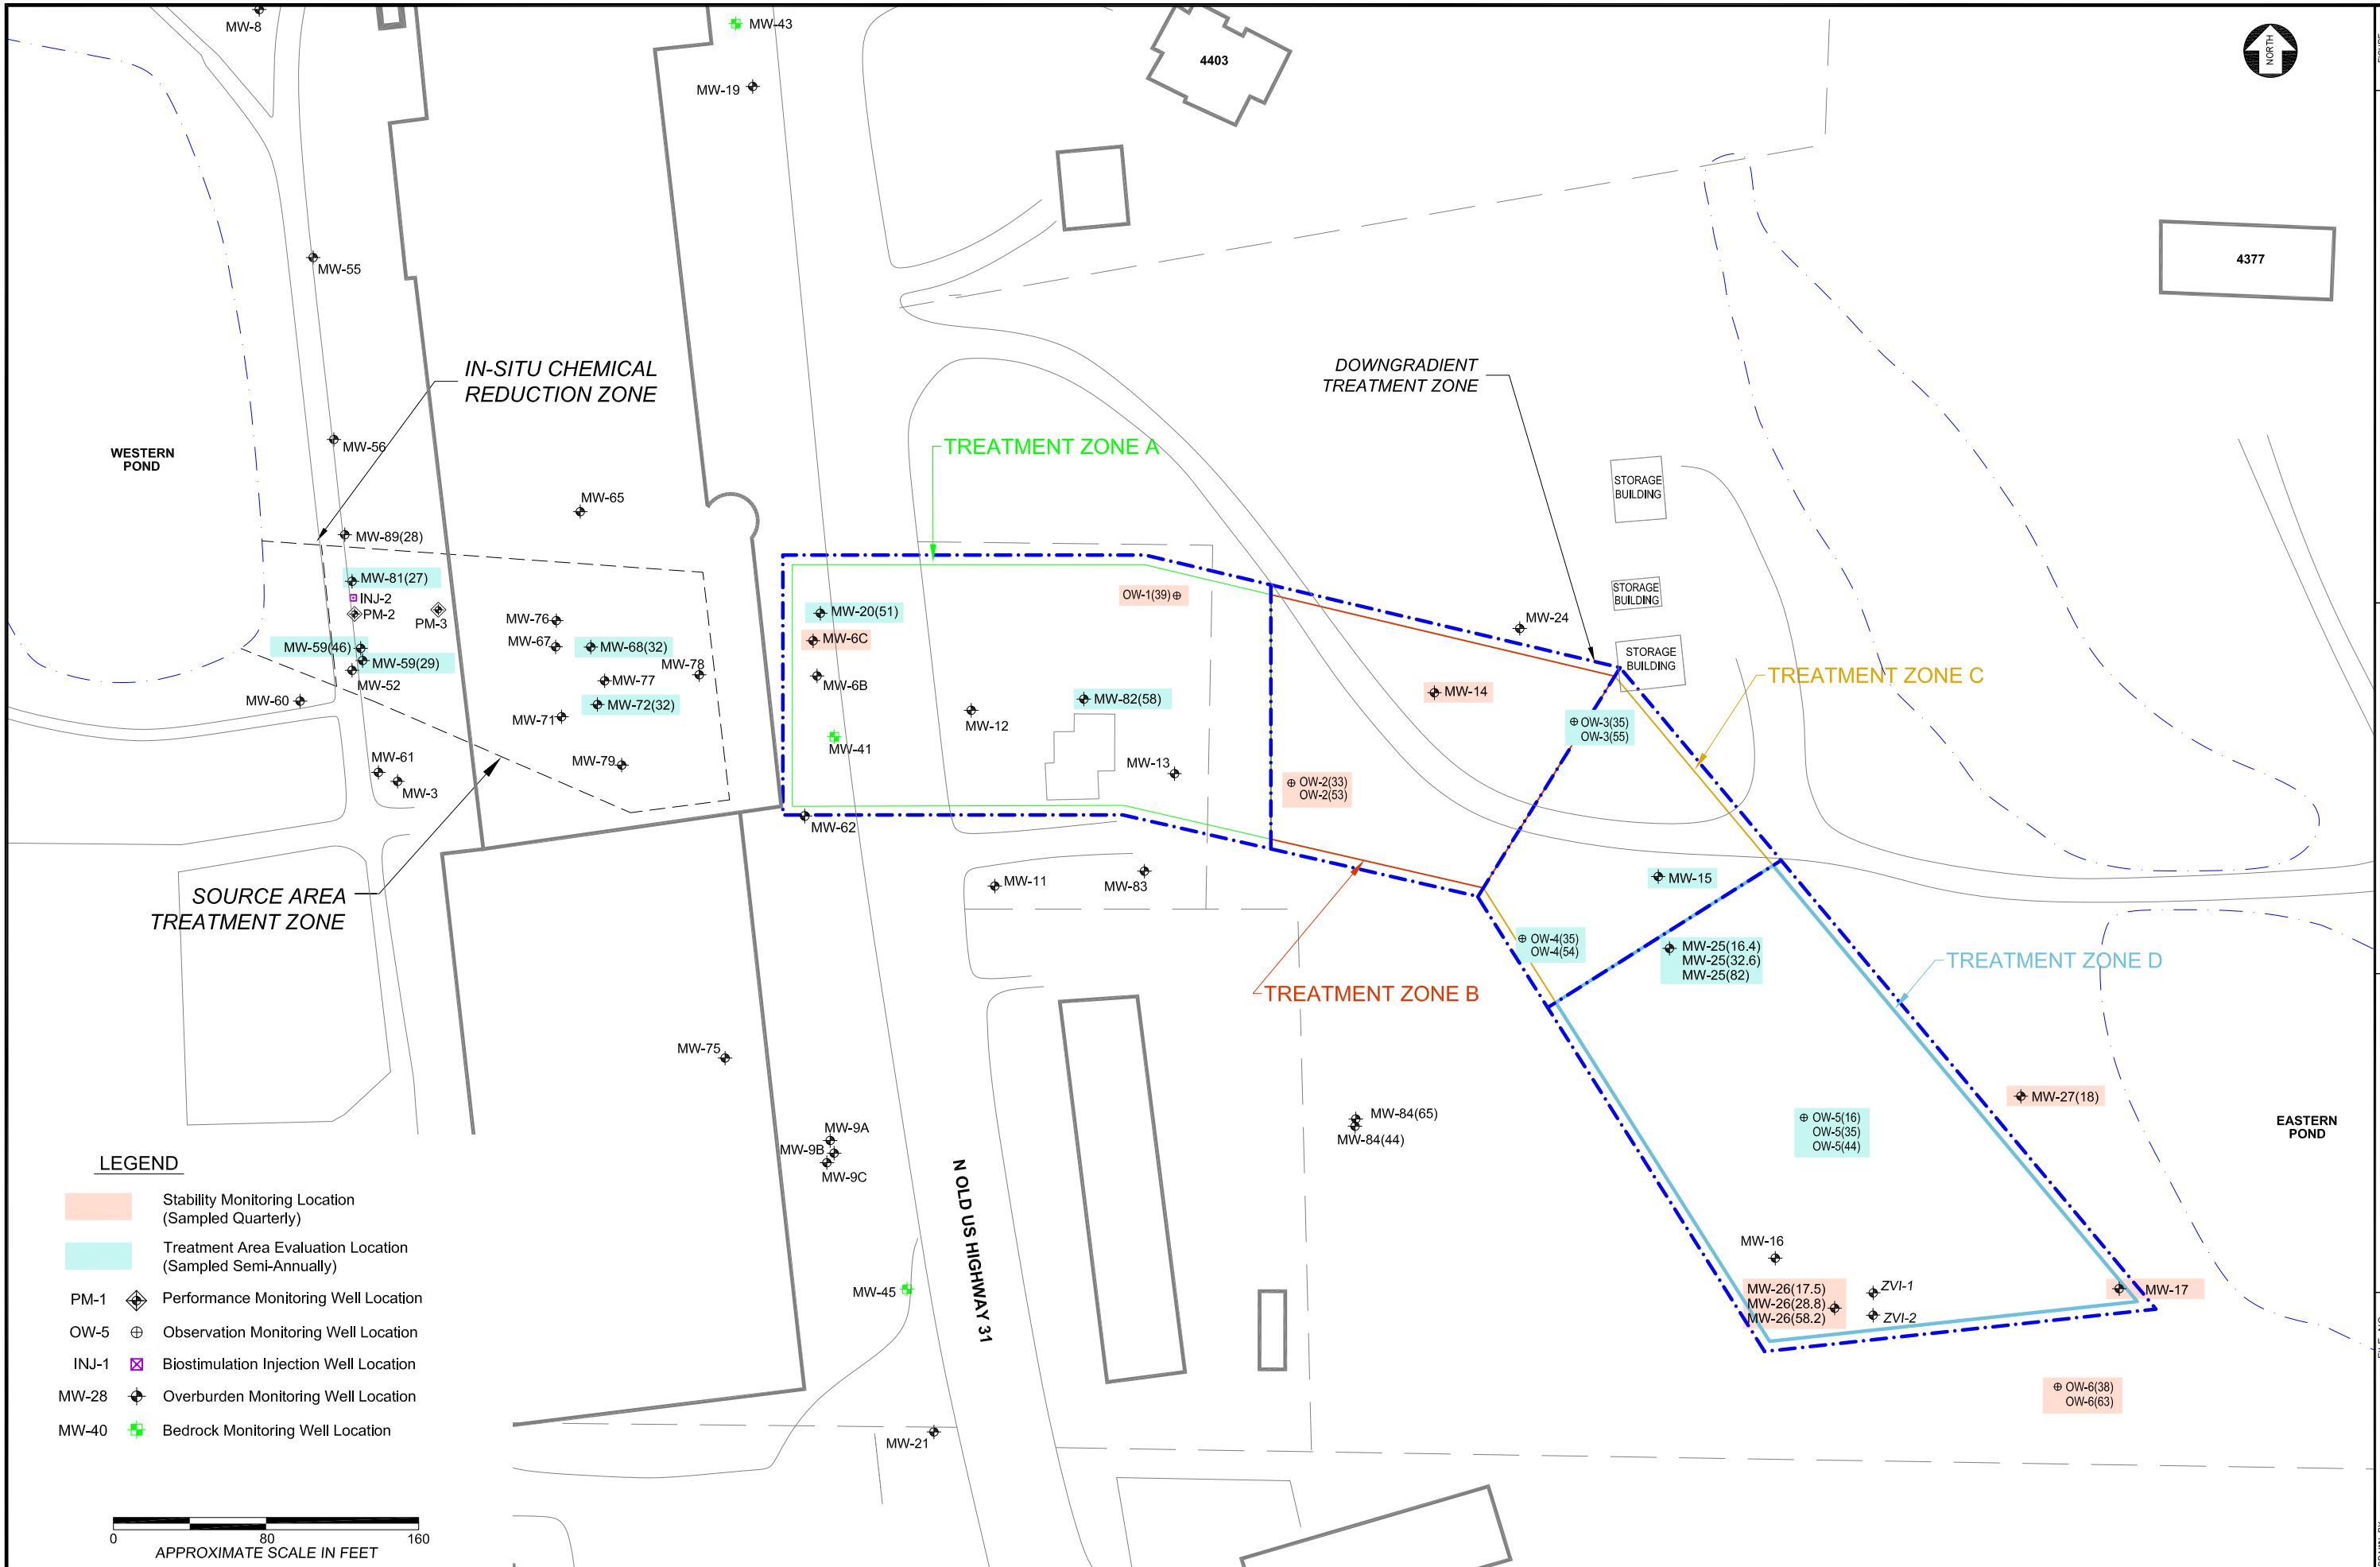 MW-8
MW-43
MW-19
4403
NORTH
4377
MW-55
IN-SITU CHEMICAL
REDUCTION ZONE
DOWNGRADIENT
TREATMENT ZONE
TREATMENT ZONE A
WESTERN
POND
MW-56
MW-65
STORAGE
BUILDING
MW-89(28)
MW-81(27)
INJ-2
PM-2
PM-3
MW-76
MW-67
MW-68(32)
MW-78
MW-59(46)
MW-59(29)
MW-52
MW-77
MW-72(32)
MW-71
MW-60
MW-61
MW-3
MW-79
MW-20(51)
MW-6C
MW-6B
MW-41
MW-62
OW-1(39)
MW-82(58)
MW-12
MW-13
STORAGE
BUILDING
MW-24
STORAGE
BUILDING
MW-14
TREATMENT ZONE C
OW-3(35)
OW-3(55)
OW-2(33)
OW-2(53)
MW-11
MW-83
MW-15
SOURCE AREA
TREATMENT ZONE
OW-4(35)
OW-4(54)
MW-25(16.4)
MW-25(32.6)
MW-25(82)
TREATMENT ZONE D
TREATMENT ZONE B
MW-75
MW-84(65)
MW-84(44)
MW-27(18)
OW-5(16)
OW-5(35)
OW-5(44)
EASTERN
POND
MW-9A
MW-9B
MW-9C
N OLD US HIGHWAY 31
MW-45
MW-16
MW-26(17.5)
MW-26(28.8)
MW-26(58.2)
ZVI-1
ZVI-2
MW-17
OW-6(38)
OW-6(63)
MW-21
LEGEND
Stability Monitoring Location
(Sampled Quarterly)
Treatment Area Evaluation Location
(Sampled Semi-Annually)
PM-1 Performance Monitoring Well Location
OW-5 Observation Monitoring Well Location
INJ-1 Biostimulation Injection Well Location
MW-28 Overburden Monitoring Well Location
MW-40 Bedrock Monitoring Well Location
0 80 160
APPROXIMATE SCALE IN FEET